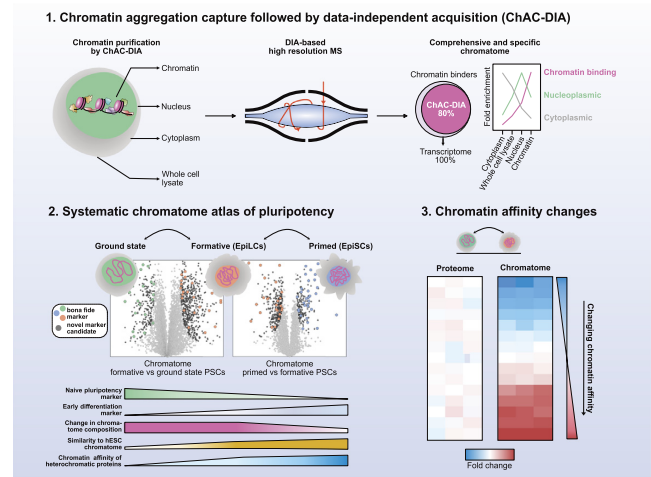 1. Chromatin aggregation capture followed by data-independent acquisition (ChAC-DIA)
Chromatin purification
by ChAC-DIA
Chromatin
Nucleus
Cytoplasm
Whole cell
lysate
DIA-based
high resolution MS
Comprehensive and specific
chromatome
Chromatin binders
ChAC-DIA
80%
Transcriptome
100%
Fold enrichment
Chromatin binding
Nucleoplasmic
Cytoplasmic
Cytoplasm
Whole cell lysate
Nucleus
Chromatin
2. Systematic chromatome atlas of pluripotency
Ground state
Formative (EpiLCs)
Primed (EpiSCs)
bona fide
marker
novel marker
candidate
Chromatome
formative vs ground state PSCs
Chromatome
primed vs formative PSCs
Naive pluripotency
marker
Early differentiation
marker
Change in chroma-
tome composition
Similarity to hESC
chromatome
Chromatin affinity of
heterochromatic proteins
3. Chromatin affinity changes
Proteome
Chromatome
Changing chromatin affinity
Fold change